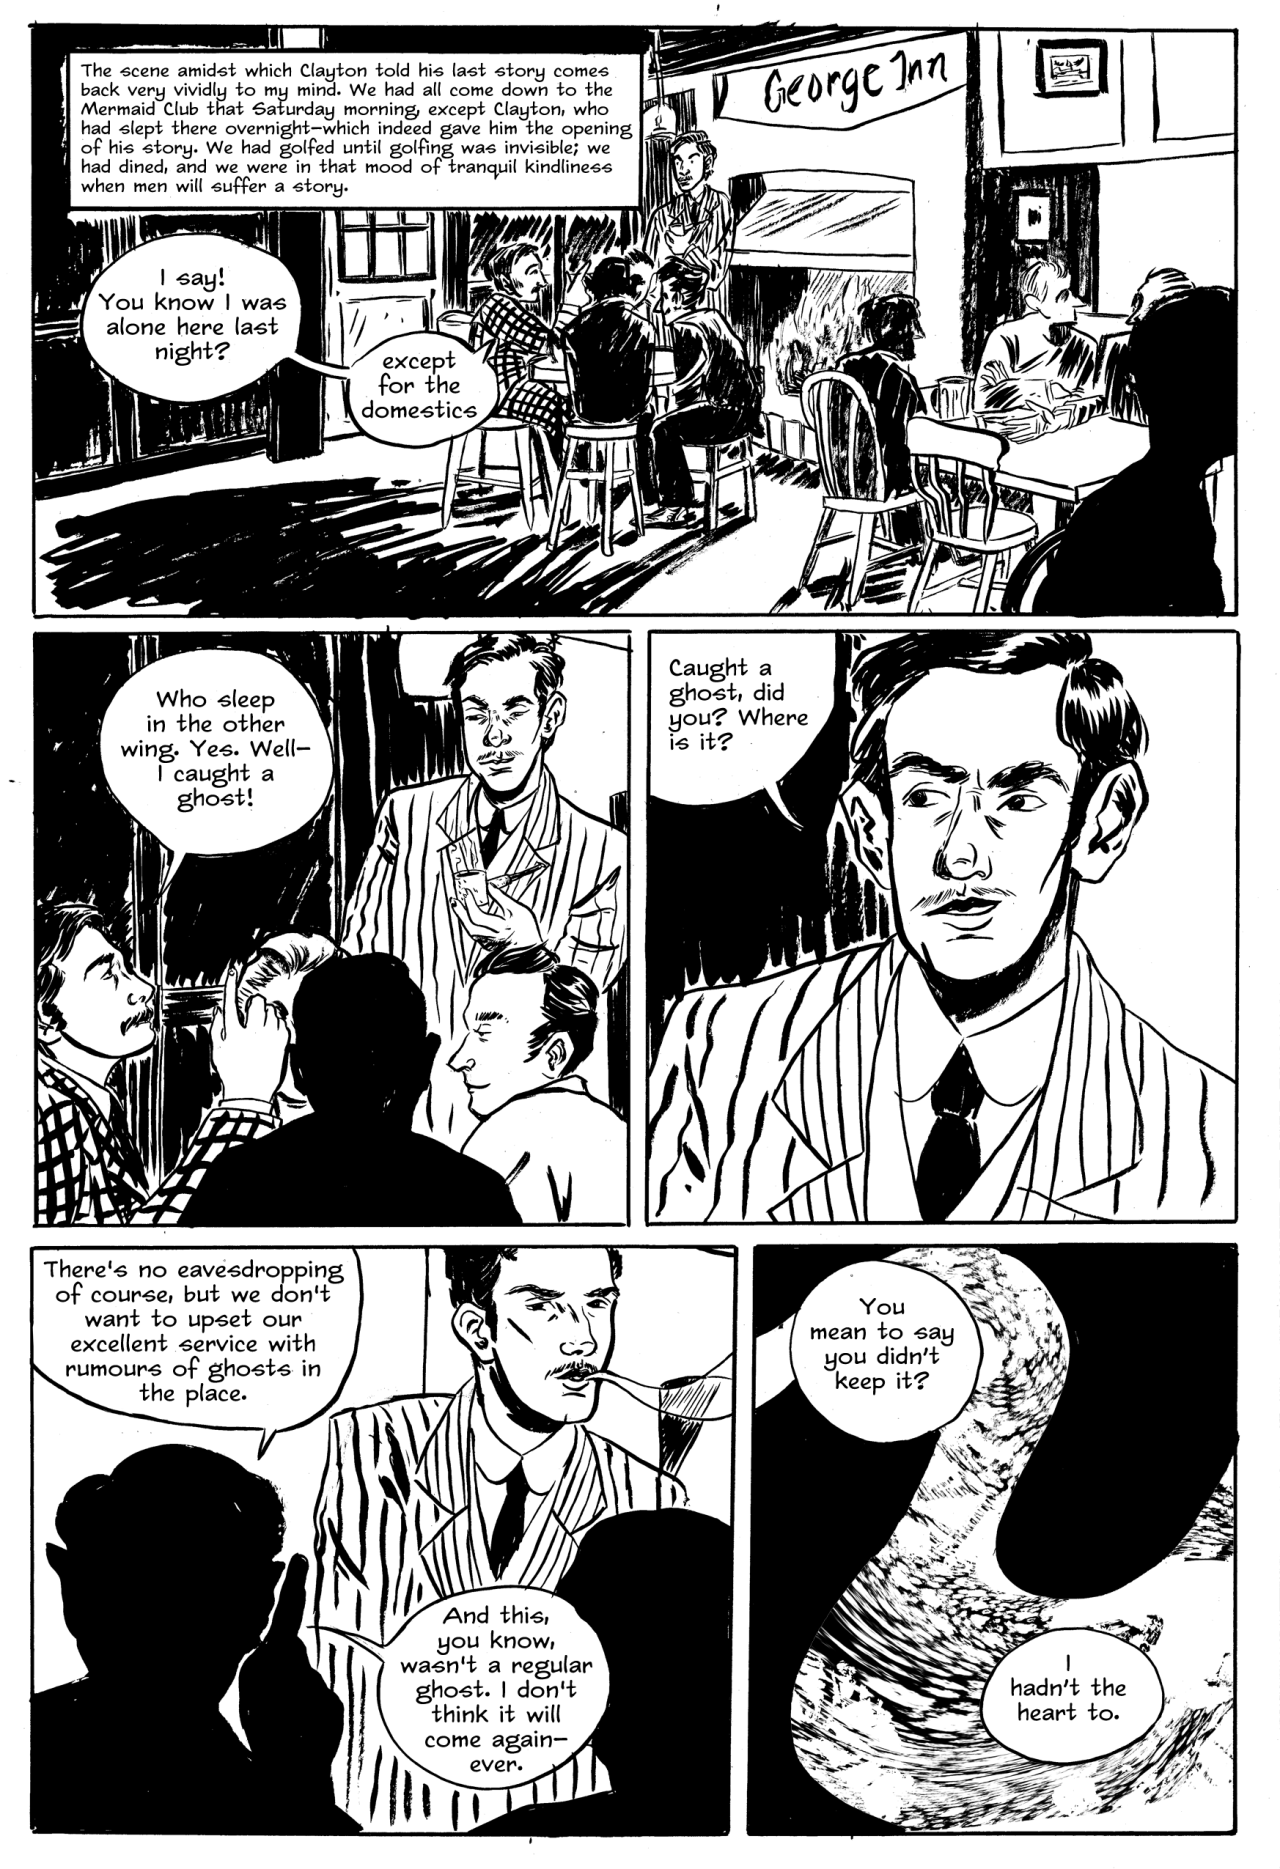 The scene amidst which Clayton told his last story comes
back very vividly to my mind. We had all come down to the
Mermaid Club that Saturday morning, except Clayton, who
had slept there overnight—which indeed gave him the opening
of his story. We had golfed until golfing was invisible; we
had dined, and we were in that mood of tranquil kindliness
when men will suffer a story.
George Inn
I say!
You know I was
alone here last
night?
except
for the
domestics
Who sleep
in the other
wing. Yes. Well—
I caught a
ghost!
Caught a
ghost, did
you? Where
is it?
There's no eavesdropping
of course, but we don't
want to upset our
excellent service with
rumours of ghosts in
the place.
And this,
you know,
wasn't a regular
ghost. I don't
think it will
come again—
ever.
You
mean to say
you didn't
keep it?
I
hadn't the
heart to.